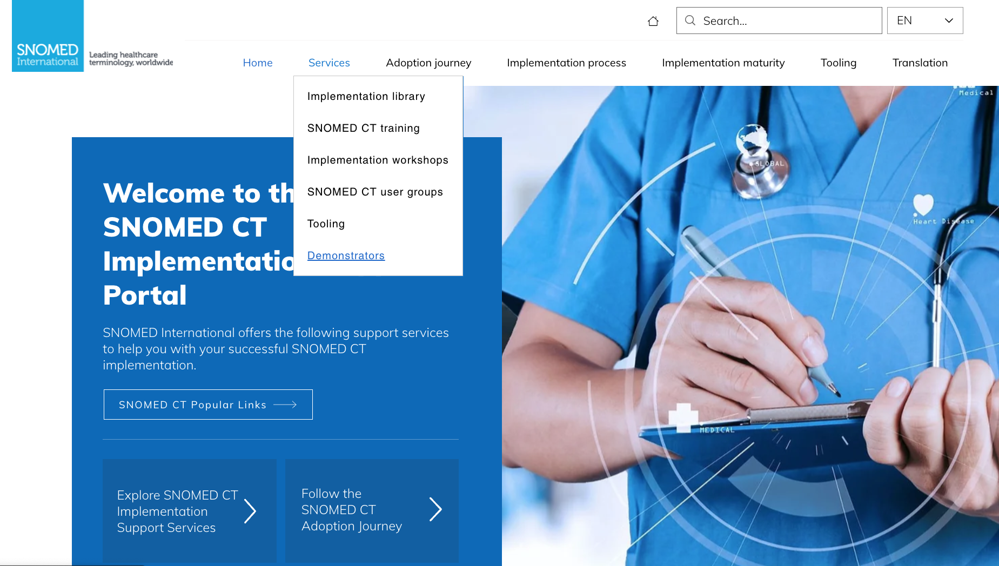 SNOMED
International
Leading healthcare
terminology, worldwide
Search...
EN
Home
Services
Adoption journey
Implementation process
Implementation maturity
Tooling
Translation
Implementation library
SNOMED CT training
Implementation workshops
SNOMED CT user groups
Tooling
Demonstrators
Welcome to th
SNOMED CT
Implementatio
Portal
SNOMED International offers the following support services
to help you with your successful SNOMED CT
implementation.
SNOMED CT Popular Links
Explore SNOMED CT
Implementation
Support Services
Follow the
SNOMED CT
Adoption Journey
Medical
GLOBAL
Heart Disease
MEDICAL